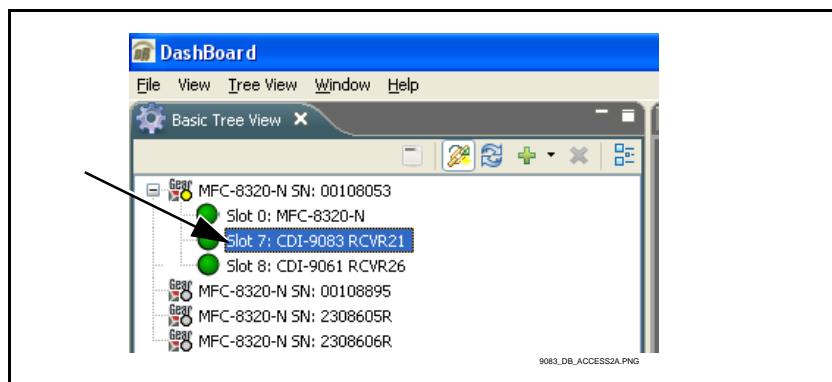 DashBoard
File View Tree View Window Help
Basic Tree View
Gear MFC-8320-N SN: 00108053
Slot 0: MFC-8320-N
Slot 7: CDI-9083 RCVR21
Slot 8: CDI-9061 RCVR26
Gear MFC-8320-N SN: 00108895
Gear MFC-8320-N SN: 2308605R
Gear MFC-8320-N SN: 2308606R
9083_DB_ACCESS2A.PNG